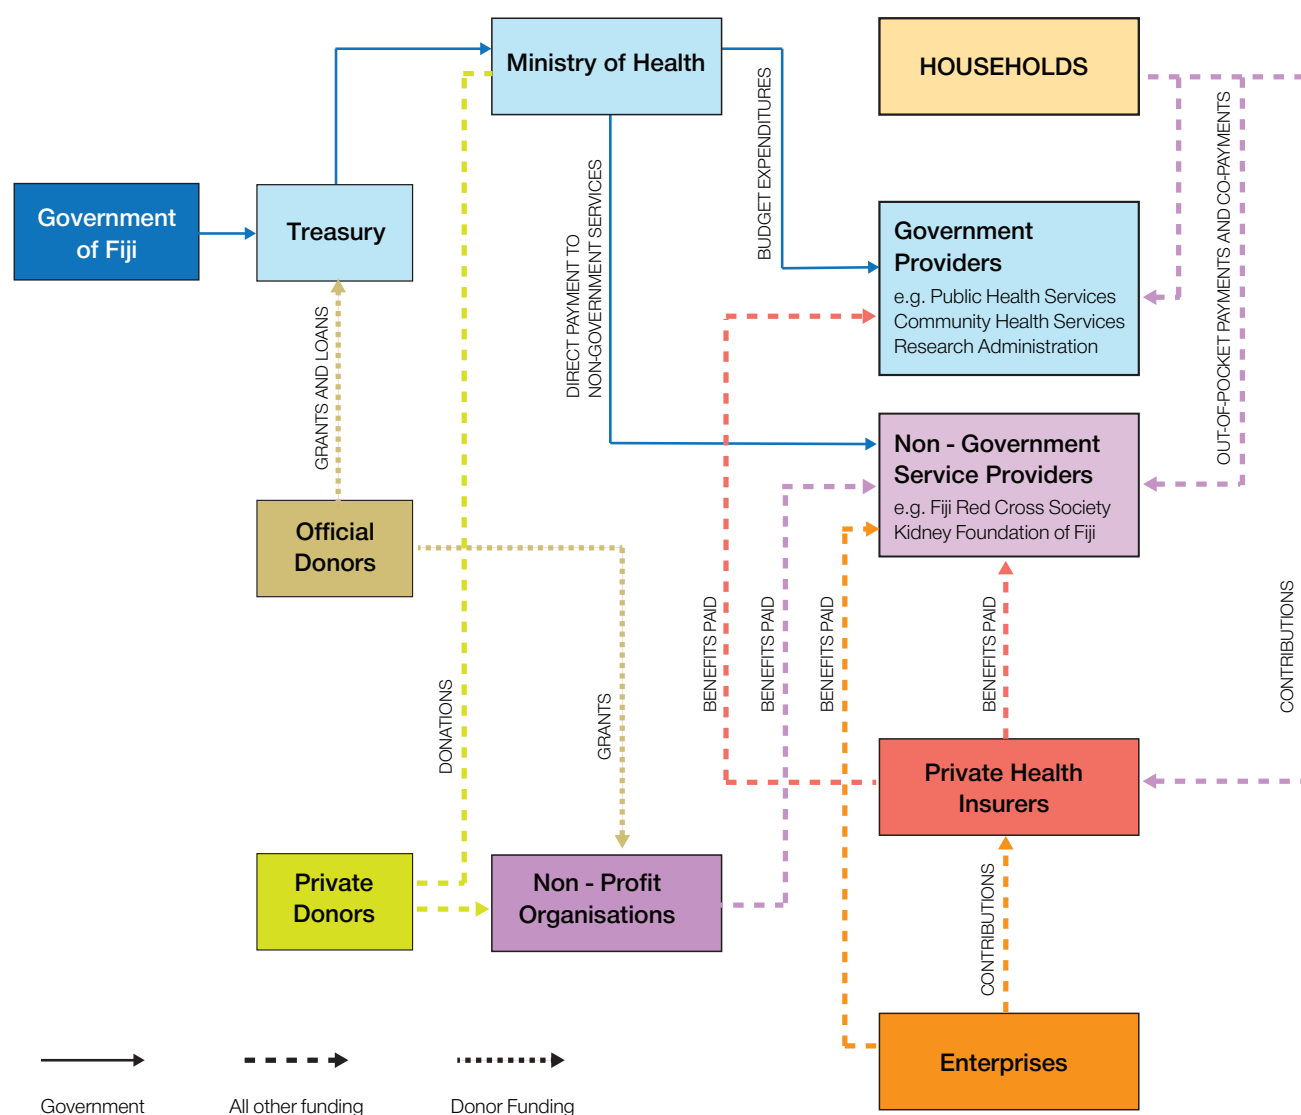 Ministry of Health
HOUSEHOLDS
Government
of Fiji
Treasury
BUDGET EXPENDITURES
DIRECT PAYMENT TO
NON-GOVERNMENT SERVICES
Government
Providers
e.g. Public Health Services
Community Health Services
Research Administration
OUT-OF-POCKET PAYMENTS AND CO-PAYMENTS
GRANTS AND LOANS
Non - Government
Service Providers
e.g. Fiji Red Cross Society
Kidney Foundation of Fiji
Official
Donors
DONATIONS
GRANTS
BENEFITS PAID
BENEFITS PAID
BENEFITS PAID
BENEFITS PAID
CONTRIBUTIONS
Private Health
Insurers
Private
Donors
Non - Profit
Organisations
CONTRIBUTIONS
Enterprises
Government
All other funding
Donor Funding